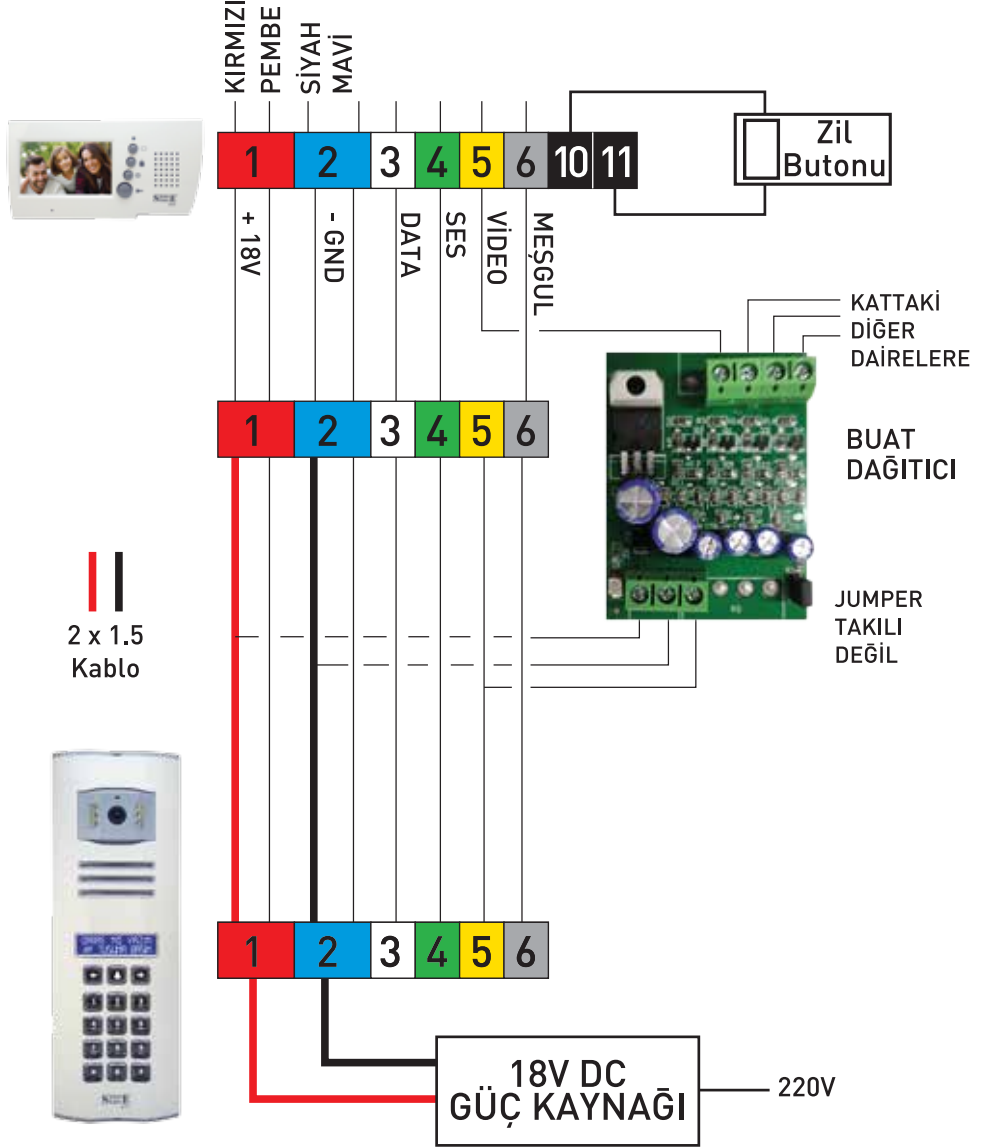 KIRMIZI
PEMBE
SİYAH
MAVİ
1 2 3 4 5 6 10 11
Zil
Butonu
+ 18V
- GND
DATA
SES
VİDEO
MEŞGUL
KATTAKİ
DİĞER
DAİRELERE
1 2 3 4 5 6
BUAT
DAĞITICI
2 x 1.5
Kablo
JUMPER
TAKILI
DEĞİL
1 2 3 4 5 6
18V DC
GÜÇ KAYNAĞI
220V